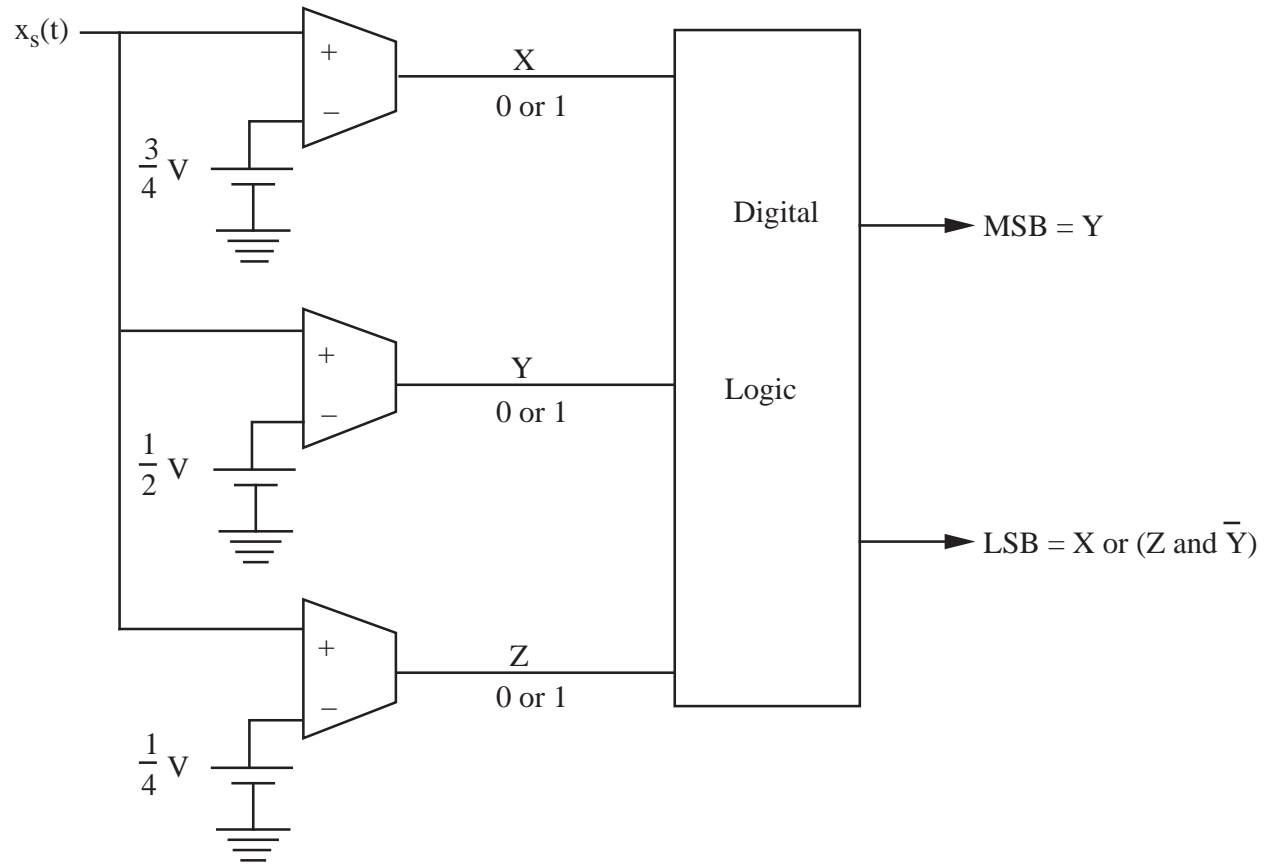 x_s(t)
+
−
X
0 or 1
3/4 V
Digital
MSB = Y
+
−
Y
0 or 1
Logic
1/2 V
LSB = X or (Z and Y̅)
+
−
Z
0 or 1
1/4 V